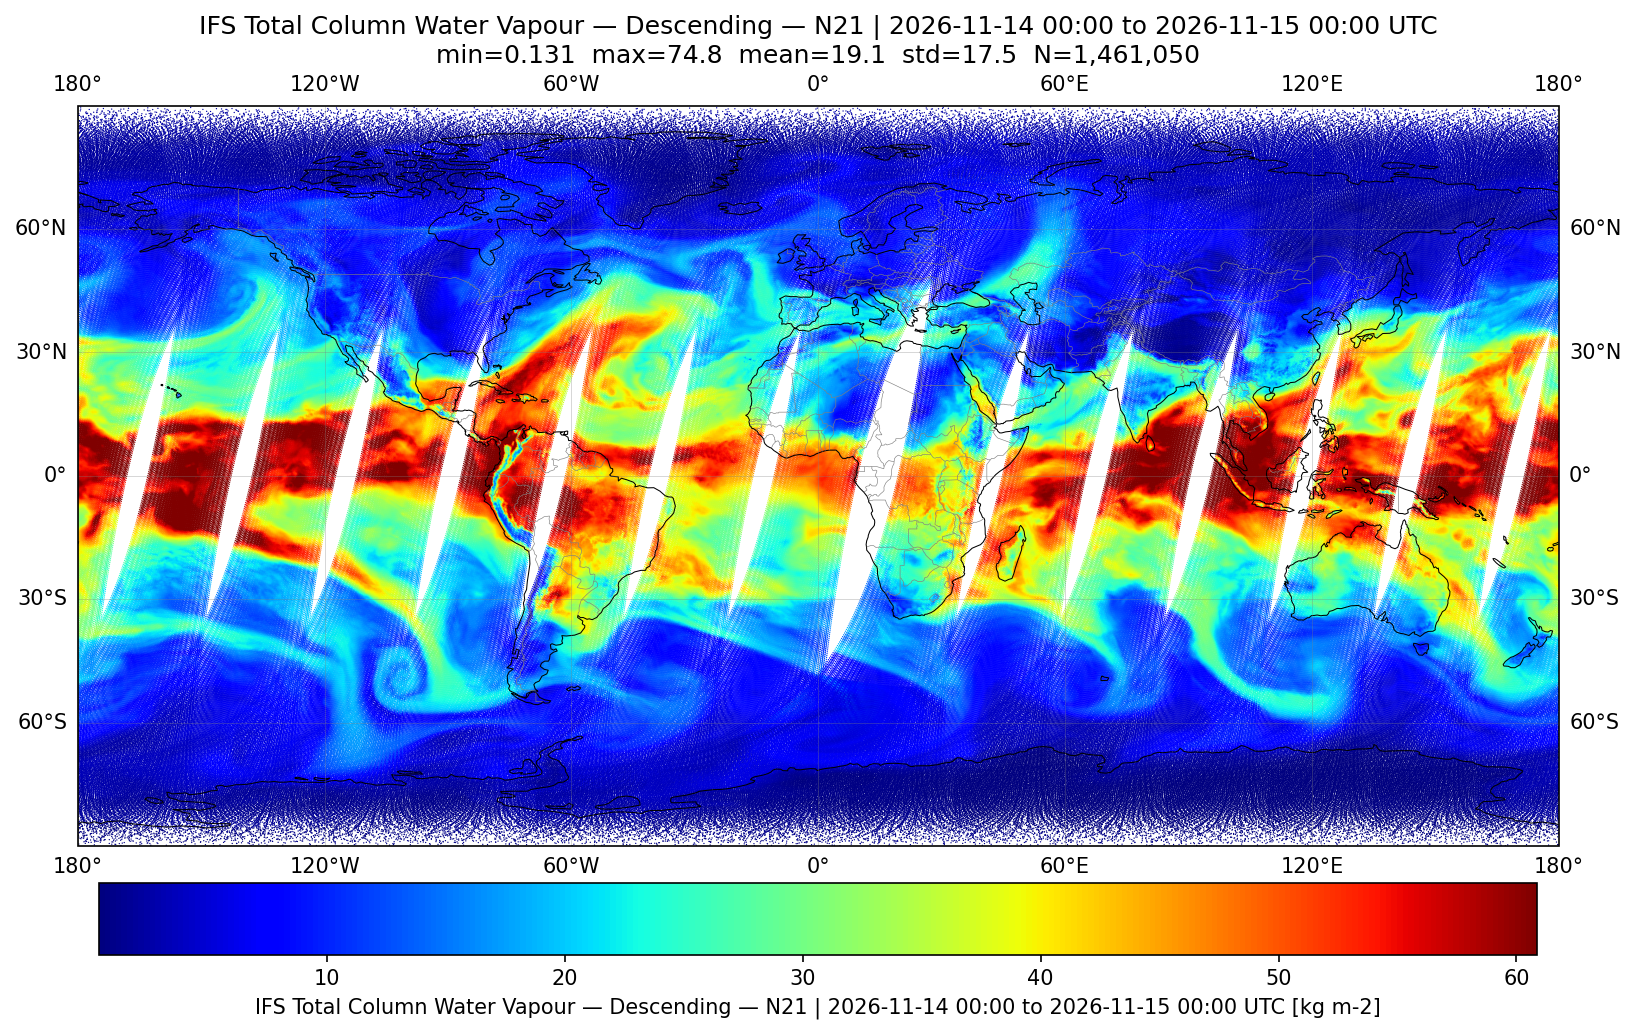 IFS Total Column Water Vapour — Descending — N21 | 2026-11-14 00:00 to 2026-11-15 00:00 UTC
min=0.131  max=74.8  mean=19.1  std=17.5  N=1,461,050
180° 120°W 60°W 0° 60°E 120°E 180°
60°N 60°N
30°N 30°N
0° 0°
30°S 30°S
60°S 60°S
180° 120°W 60°W 0° 60°E 120°E 180°
10 20 30 40 50 60
IFS Total Column Water Vapour — Descending — N21 | 2026-11-14 00:00 to 2026-11-15 00:00 UTC [kg m-2]